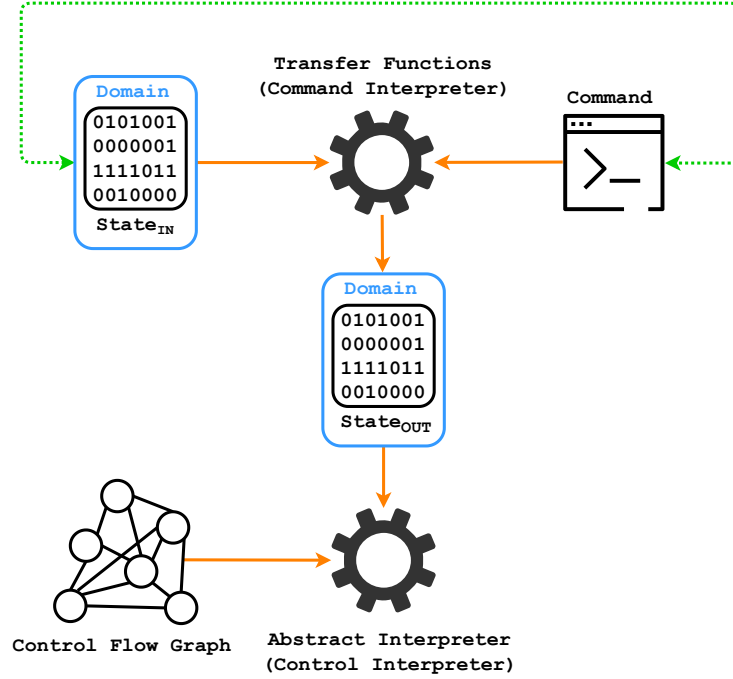 Transfer Functions
(Command Interpreter)
Command
Domain
0101001
0000001
1111011
0010000
StateIN
Domain
0101001
0000001
1111011
0010000
StateOUT
Control Flow Graph
Abstract Interpreter
(Control Interpreter)